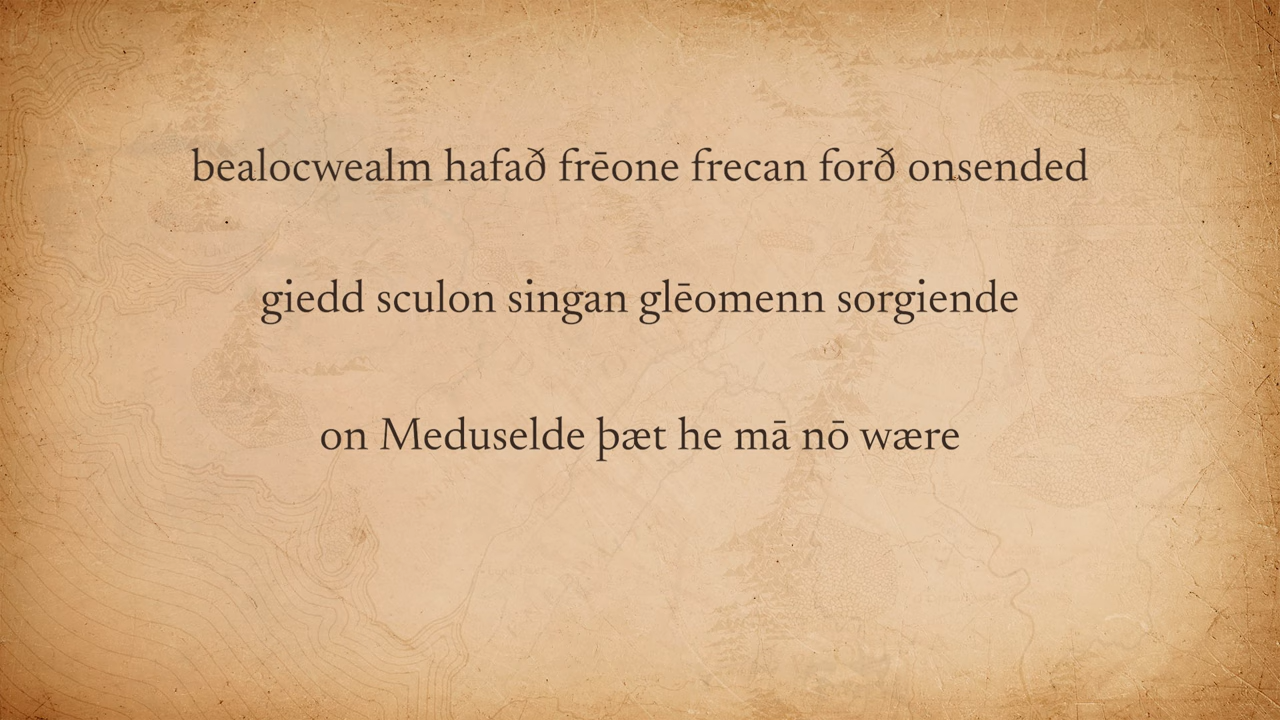 bealocwealm hafað frēone frecan forð onsended
giedd sculon singan glēomenn sorgiende
on Meduselde þæt he mā nō wære